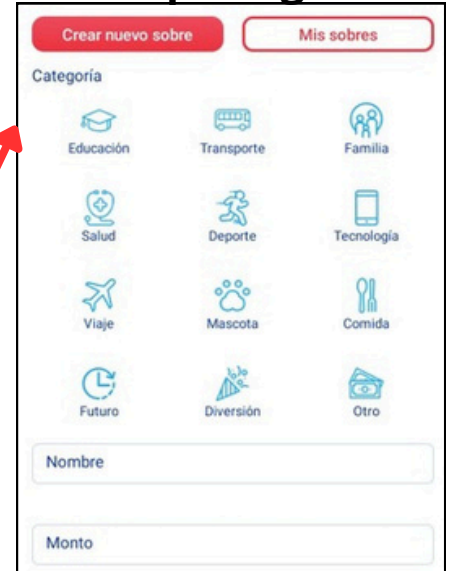 Crear nuevo sobre Mis sobres
Categoría
Educación Transporte Familia
Salud Deporte Tecnología
Viaje Mascota Comida
Futuro Diversión Otro
Nombre
Monto